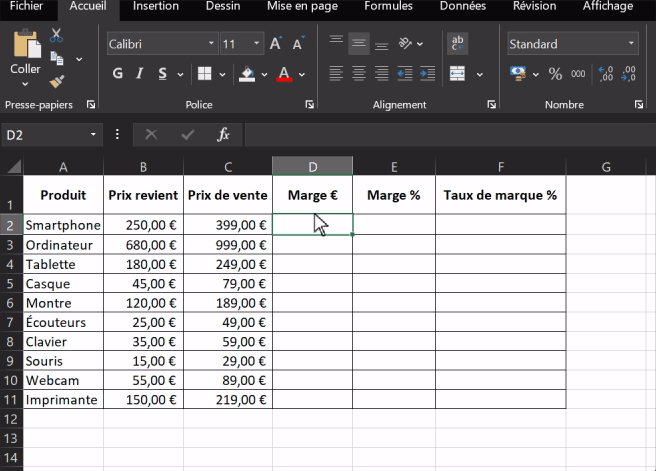 Fichier Accueil Insertion Dessin Mise en page Formules Données Révision Affichage
Coller
Calibri 11 A A
ab
c
Standard
G I S A
% 000
,0 ,00
,00 ,0
Presse-papiers Police Alignement Nombre
D2 fx
A B C D E F G
1 Produit Prix revient Prix de vente Marge € Marge % Taux de marque %
2 Smartphone 250,00 € 399,00 €
3 Ordinateur 680,00 € 999,00 €
4 Tablette 180,00 € 249,00 €
5 Casque 45,00 € 79,00 €
6 Montre 120,00 € 189,00 €
7 Écouteurs 25,00 € 49,00 €
8 Clavier 35,00 € 59,00 €
9 Souris 15,00 € 29,00 €
10 Webcam 55,00 € 89,00 €
11 Imprimante 150,00 € 219,00 €
12
13
14